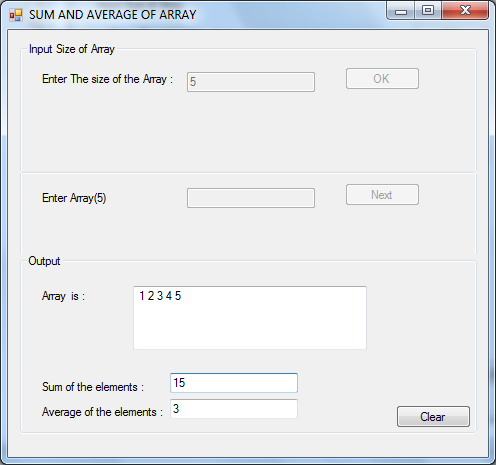 SUM AND AVERAGE OF ARRAY
Input Size of Array
Enter The size of the Array : 5 OK
Enter Array(5) Next
Output
Array is : 1 2 3 4 5
Sum of the elements : 15
Average of the elements : 3
Clear